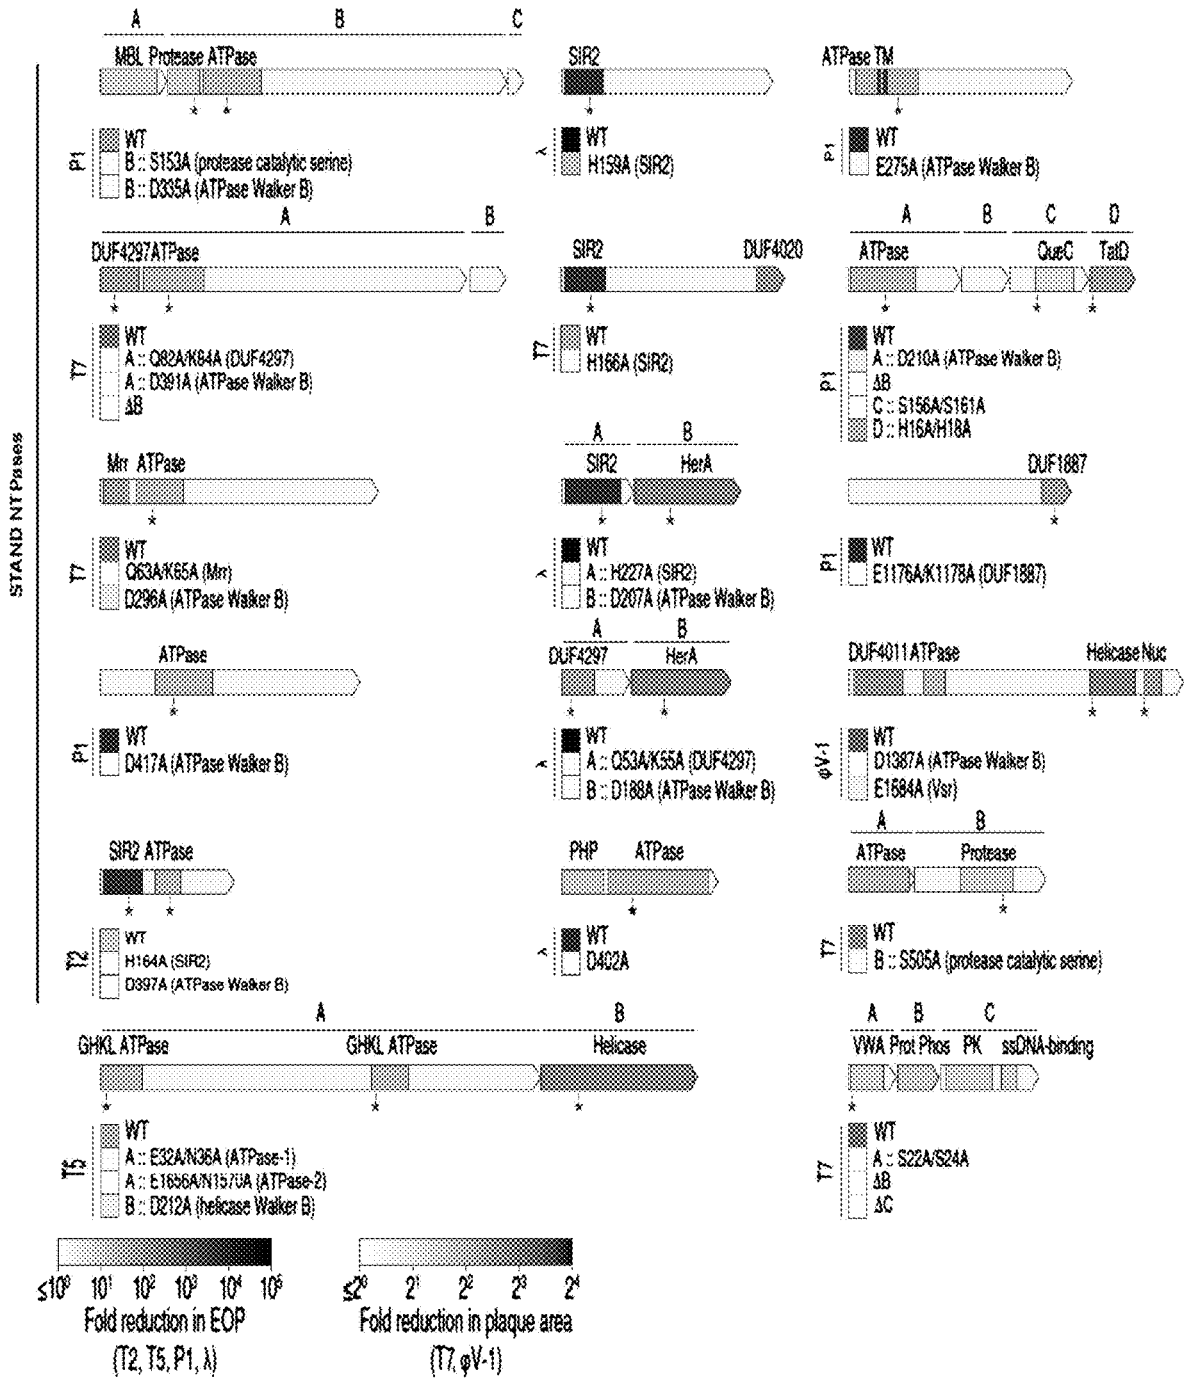 A B C
MBL Protease ATPase
SIR2
ATPase TM
P1
WT
B :: S153A (protease catalytic serine)
B :: D335A (ATPase Walker B)
λ
WT
H159A (SIR2)
P1
WT
E275A (ATPase Walker B)
A B
DUF4297 ATPase
SIR2 DUF4020
A B C D
ATPase QueC TatD
T7
WT
A :: Q82A/K84A (DUF4297)
A :: D391A (ATPase Walker B)
ΔB
T7
WT
H166A (SIR2)
P1
WT
A :: D210A (ATPase Walker B)
ΔB
C :: S156A/S161A
D :: H16A/H18A
STAND NTPases
Mrr ATPase
A B
SIR2 HerA
DUF1887
T7
WT
Q63A/K65A (Mrr)
D296A (ATPase Walker B)
λ
WT
A :: H227A (SIR2)
B :: D207A (ATPase Walker B)
P1
WT
E1176A/K1178A (DUF1887)
ATPase
A B
DUF4297 HerA
DUF4011 ATPase Helicase Nuc
P1
WT
D417A (ATPase Walker B)
λ
WT
A :: Q53A/K55A (DUF4297)
B :: D188A (ATPase Walker B)
φV-1
WT
D1387A (ATPase Walker B)
E1684A (Vsr)
SIR2 ATPase
PHP ATPase
A B
ATPase Protease
T2
WT
H164A (SIR2)
D397A (ATPase Walker B)
λ
WT
D402A
T7
WT
B :: S505A (protease catalytic serine)
A B
GHKL ATPase GHKL ATPase Helicase
A B C
VWA Prot Phos PK ssDNA-binding
T5
WT
A :: E32A/N36A (ATPase-1)
A :: E1656A/N1570A (ATPase-2)
B :: D212A (helicase Walker B)
T7
WT
A :: S22A/S24A
ΔB
ΔC
≤10⁰ 10¹ 10² 10³ 10⁴ 10⁵
Fold reduction in EOP
(T2, T5, P1, λ)
≤2⁰ 2¹ 2² 2³ 2⁴
Fold reduction in plaque area
(T7, φV-1)